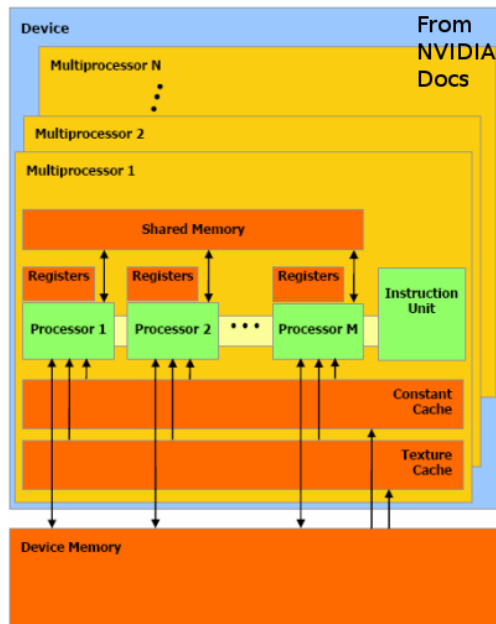 Device
From
NVIDIA
Docs
Multiprocessor N
Multiprocessor 2
Multiprocessor 1
Shared Memory
Registers
Registers
Registers
Instruction
Unit
Processor 1
Processor 2
Processor M
Constant
Cache
Texture
Cache
Device Memory